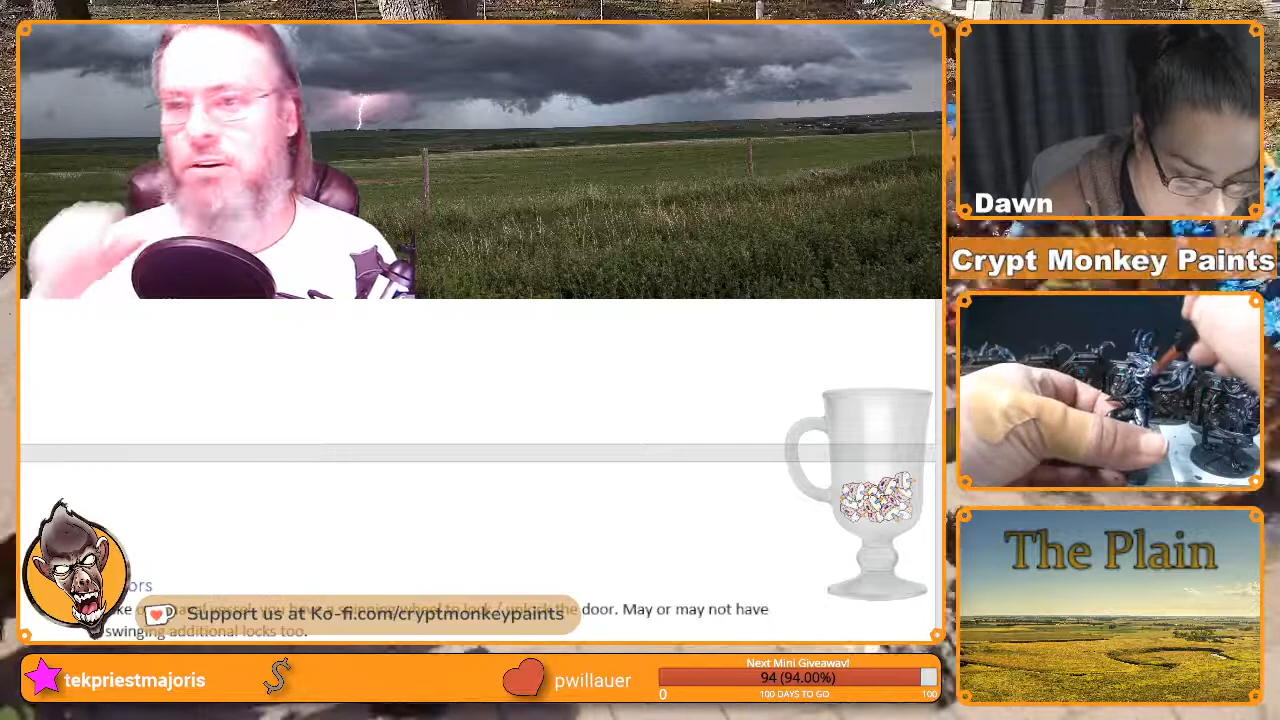 Dawn
Crypt Monkey Paints
The Plain
ors
Support us at Ko-fi.com/cryptmonkeypaints
door. May or may not have
swinging additional locks too.
tekpriestmajoris
pwillauer
Next Mini Giveaway!
94 (94.00%)
0
100 DAYS TO GO
100